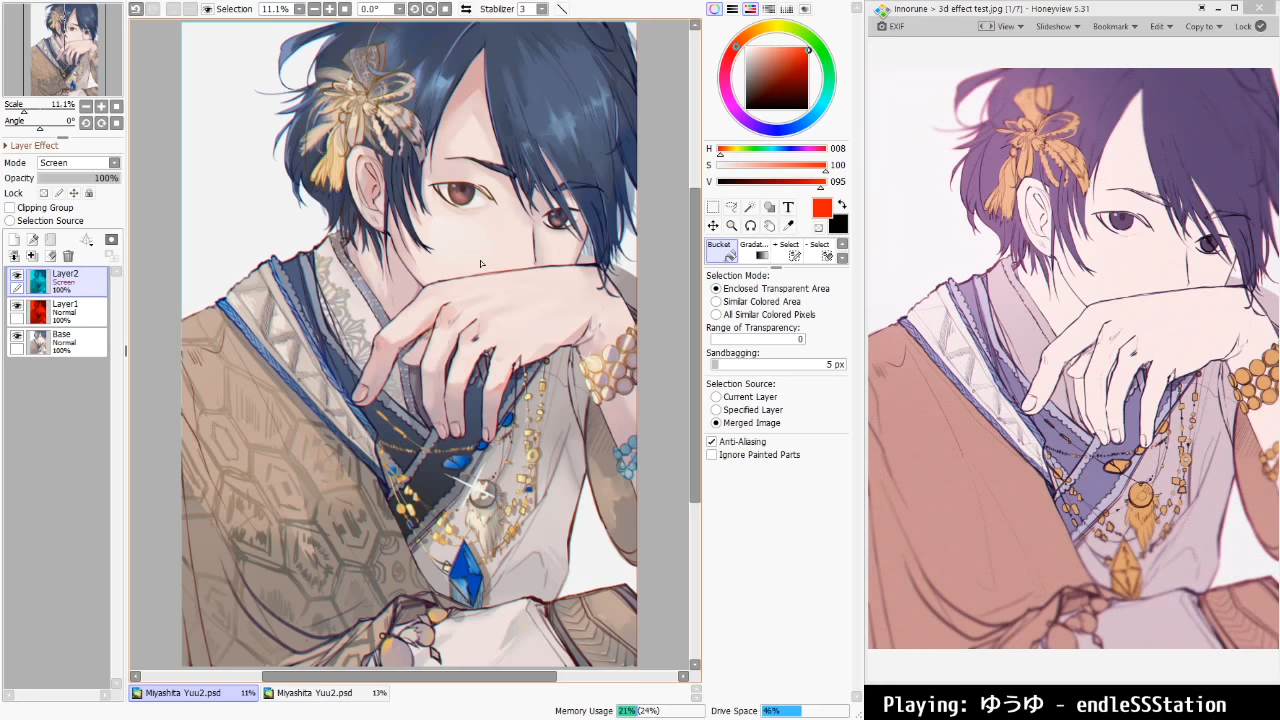 Selection
11.1%
0.0°
Stabilizer 3
Innorune > 3d effect test.jpg [1/7] - Honeyview 5.31
EXIF
View
Slideshow
Bookmark
Edit
Copy to
Lock
Scale 11.1%
Angle 0°
Layer Effect
Mode Screen
Opacity 100%
Lock
Clipping Group
Selection Source
Layer2
Screen
100%
Layer1
Normal
100%
Base
Normal
100%
H 008
S 100
V 095
T
Bucket Gradat... + Select - Select
Selection Mode:
Enclosed Transparent Area
Similar Colored Area
All Similar Colored Pixels
Range of Transparency:
0
Sandbagging:
5 px
Selection Source:
Current Layer
Specified Layer
Merged Image
Anti-Aliasing
Ignore Painted Parts
Miyashita Yuu2.psd 11%
Miyashita Yuu2.psd 13%
Memory Usage 21% (24%)
Drive Space 46%
Playing: ゆうゆ - endleSSStation